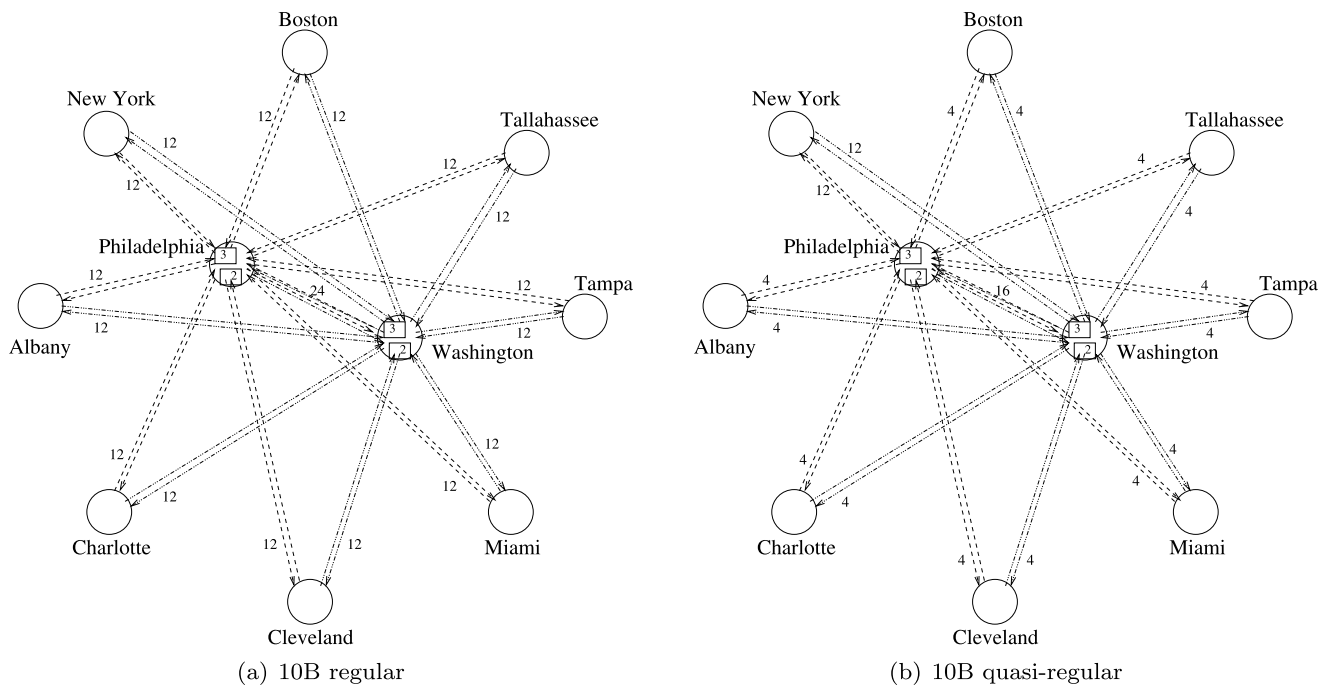 Boston
12
12
New York
12
12
Tallahassee
12
12
Philadelphia
3
2
24
12
Albany
12
3
2
Washington
12
12
Tampa
12
Charlotte
12
12
Miami
12
12
Cleveland
12
(a) 10B regular
Boston
4
4
New York
12
12
Tallahassee
4
4
Philadelphia
3
2
16
4
Albany
4
3
2
Washington
4
4
Tampa
4
Charlotte
4
4
Miami
4
4
Cleveland
4
(b) 10B quasi-regular